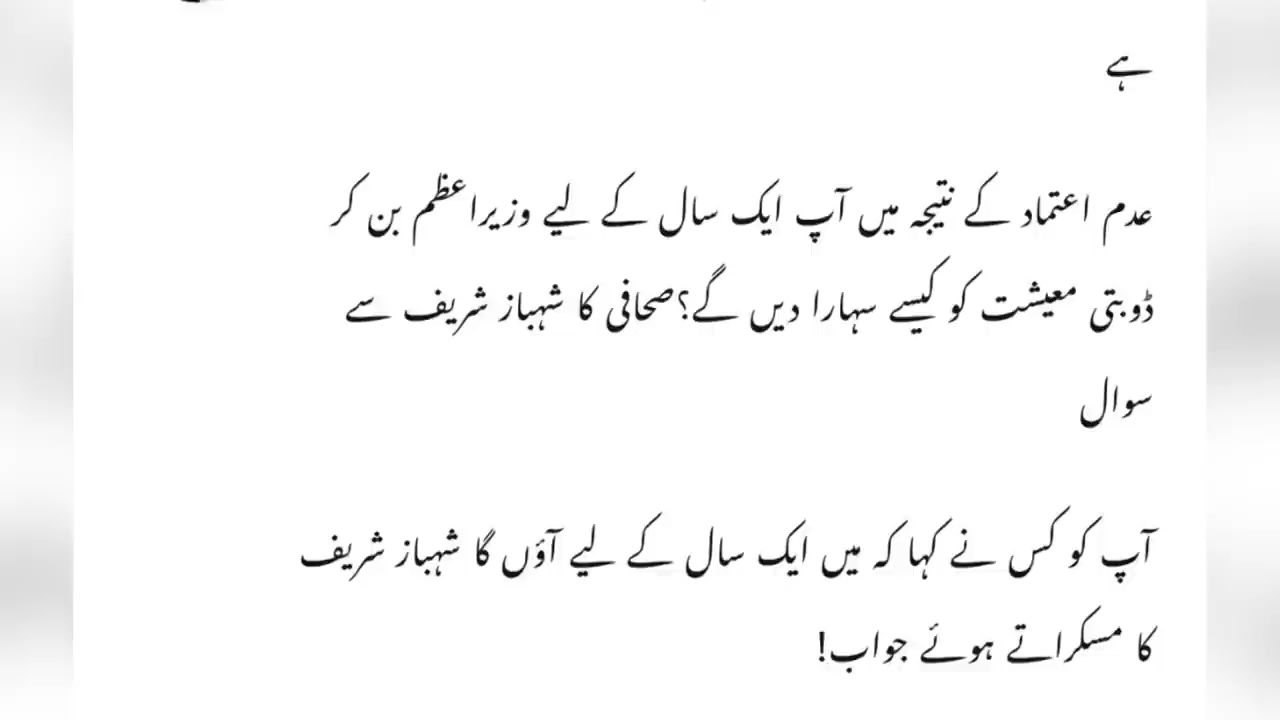 ہے
عدم اعتماد کے نتیجہ میں آپ ایک سال کے لیے وزیراعظم بن کر
ڈوبتی معیشت کو کیسے سہارا دیں گے؟صحافی کا شہباز شریف سے
سوال
آپ کو کس نے کہا کہ میں ایک سال کے لیے آؤں گا شہباز شریف
کا مسکراتے ہوئے جواب!